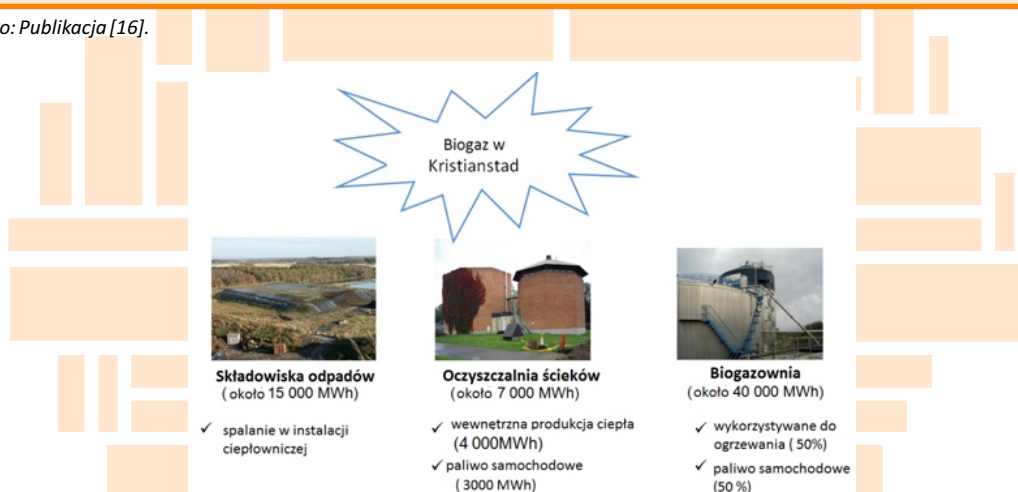 o: Publikacja [16].
Biogaz w
Kristianstad
Składowiska odpadów
( około 15 000 MWh)
✓ spalanie w instalacji
ciepłowniczej
Oczyszczalnia ścieków
(około 7 000 MWh)
✓ wewnętrzna produkcja ciepła
(4 000MWh)
✓ paliwo samochodowe
( 3000 MWh)
Biogazownia
(około 40 000 MWh)
✓ wykorzystywane do
ogrzewania ( 50%)
✓ paliwo samochodowe
(50 %)